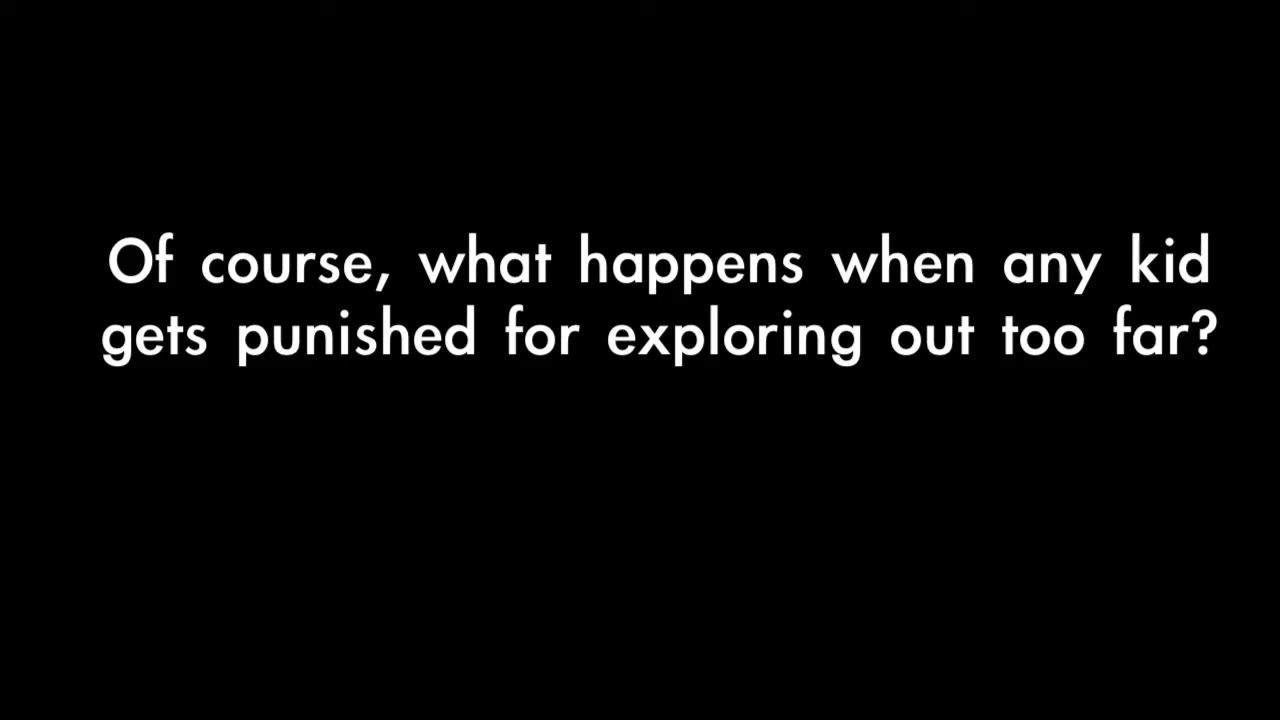 Of course, what happens when any kid
gets punished for exploring out too far?